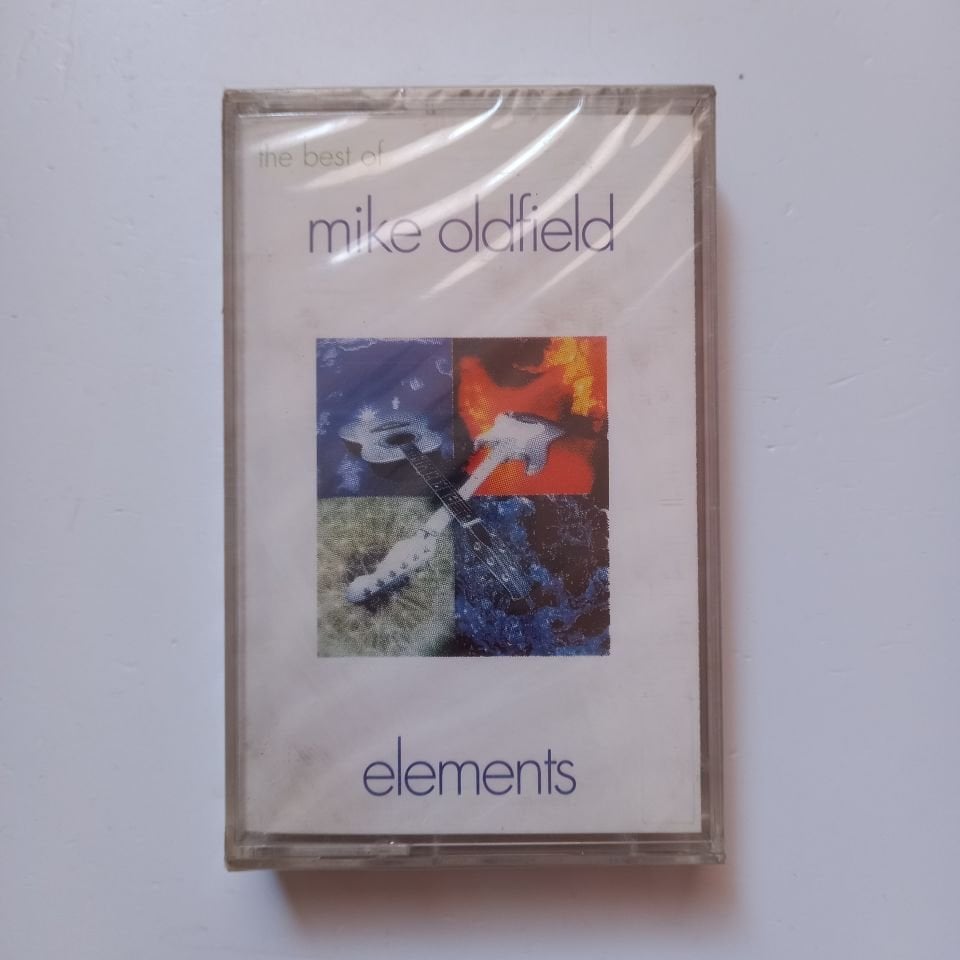 the best of
mike oldfield
elements